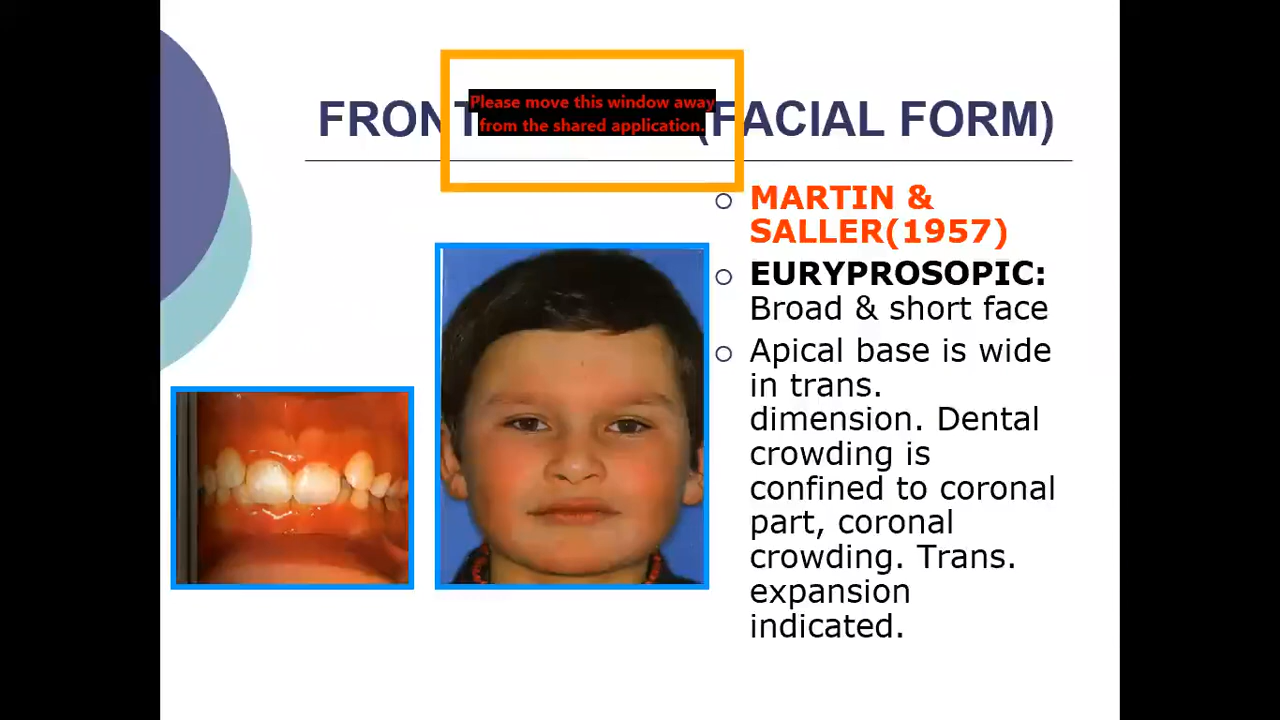 FRONT (FACIAL FORM)
Please move this window away
from the shared application.
MARTIN &
SALLER(1957)
EURYPROSOPIC:
Broad & short face
Apical base is wide
in trans.
dimension. Dental
crowding is
confined to coronal
part, coronal
crowding. Trans.
expansion
indicated.